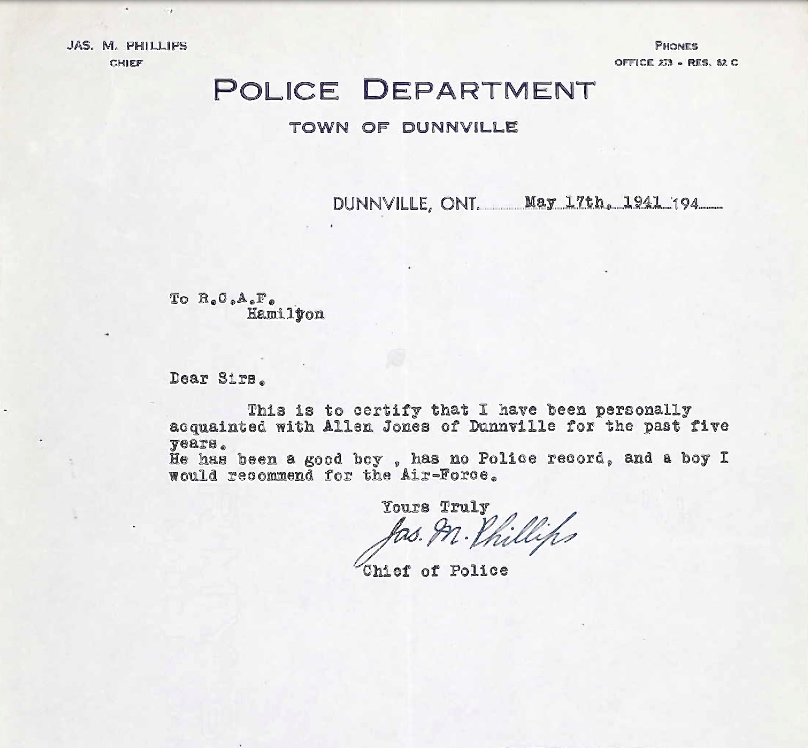 JAS. M. PHILLIPS
CHIEF
PHONES
OFFICE 273 - RES. 82 C
POLICE DEPARTMENT
TOWN OF DUNNVILLE
DUNNVILLE, ONT. May 17th, 1941 194
To R.C.A.F.
Hamilton
Dear Sirs.
This is to certify that I have been personally
acquainted with Allen Jones of Dunnville for the past five
years.
He has been a good boy , has no Police record, and a boy I
would recommend for the Air-Force.
Yours Truly
Jas. M. Phillips
Chief of Police